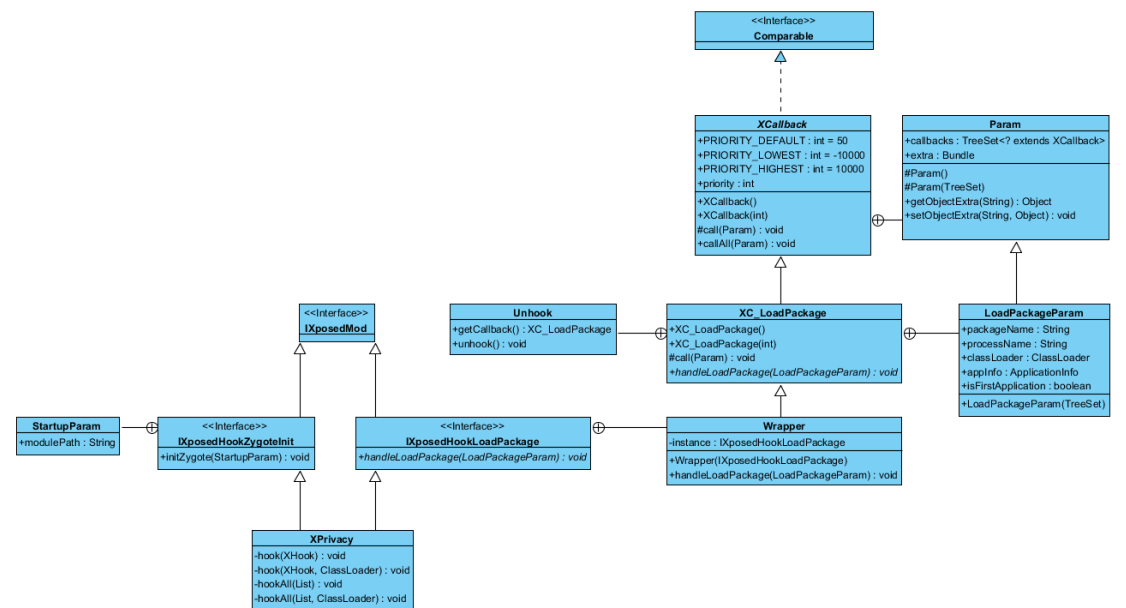 <<Interface>>
Comparable
XCallback
+PRIORITY_DEFAULT : int = 50
+PRIORITY_LOWEST : int = -10000
+PRIORITY_HIGHEST : int = 10000
+priority : int
+XCallback()
+XCallback(int)
#call(Param) : void
+callAll(Param) : void
Param
+callbacks : TreeSet<? extends XCallback>
+extra : Bundle
#Param()
#Param(TreeSet)
+getObjectExtra(String) : Object
+setObjectExtra(String, Object) : void
<<Interface>>
IXposedMod
Unhook
+getCallback() : XC_LoadPackage
+unhook() : void
XC_LoadPackage
+XC_LoadPackage()
+XC_LoadPackage(int)
#call(Param) : void
+handleLoadPackage(LoadPackageParam) : void
LoadPackageParam
+packageName : String
+processName : String
+classLoader : ClassLoader
+appInfo : ApplicationInfo
+isFirstApplication : boolean
+LoadPackageParam(TreeSet)
StartupParam
+modulePath : String
<<Interface>>
IXposedHookZygoteInit
+initZygote(StartupParam) : void
<<Interface>>
IXposedHookLoadPackage
+handleLoadPackage(LoadPackageParam) : void
Wrapper
-instance : IXposedHookLoadPackage
+Wrapper(IXposedHookLoadPackage)
+handleLoadPackage(LoadPackageParam) : void
XPrivacy
-hook(XHook) : void
-hook(XHook, ClassLoader) : void
-hookAll(List) : void
-hookAll(List, ClassLoader) : void